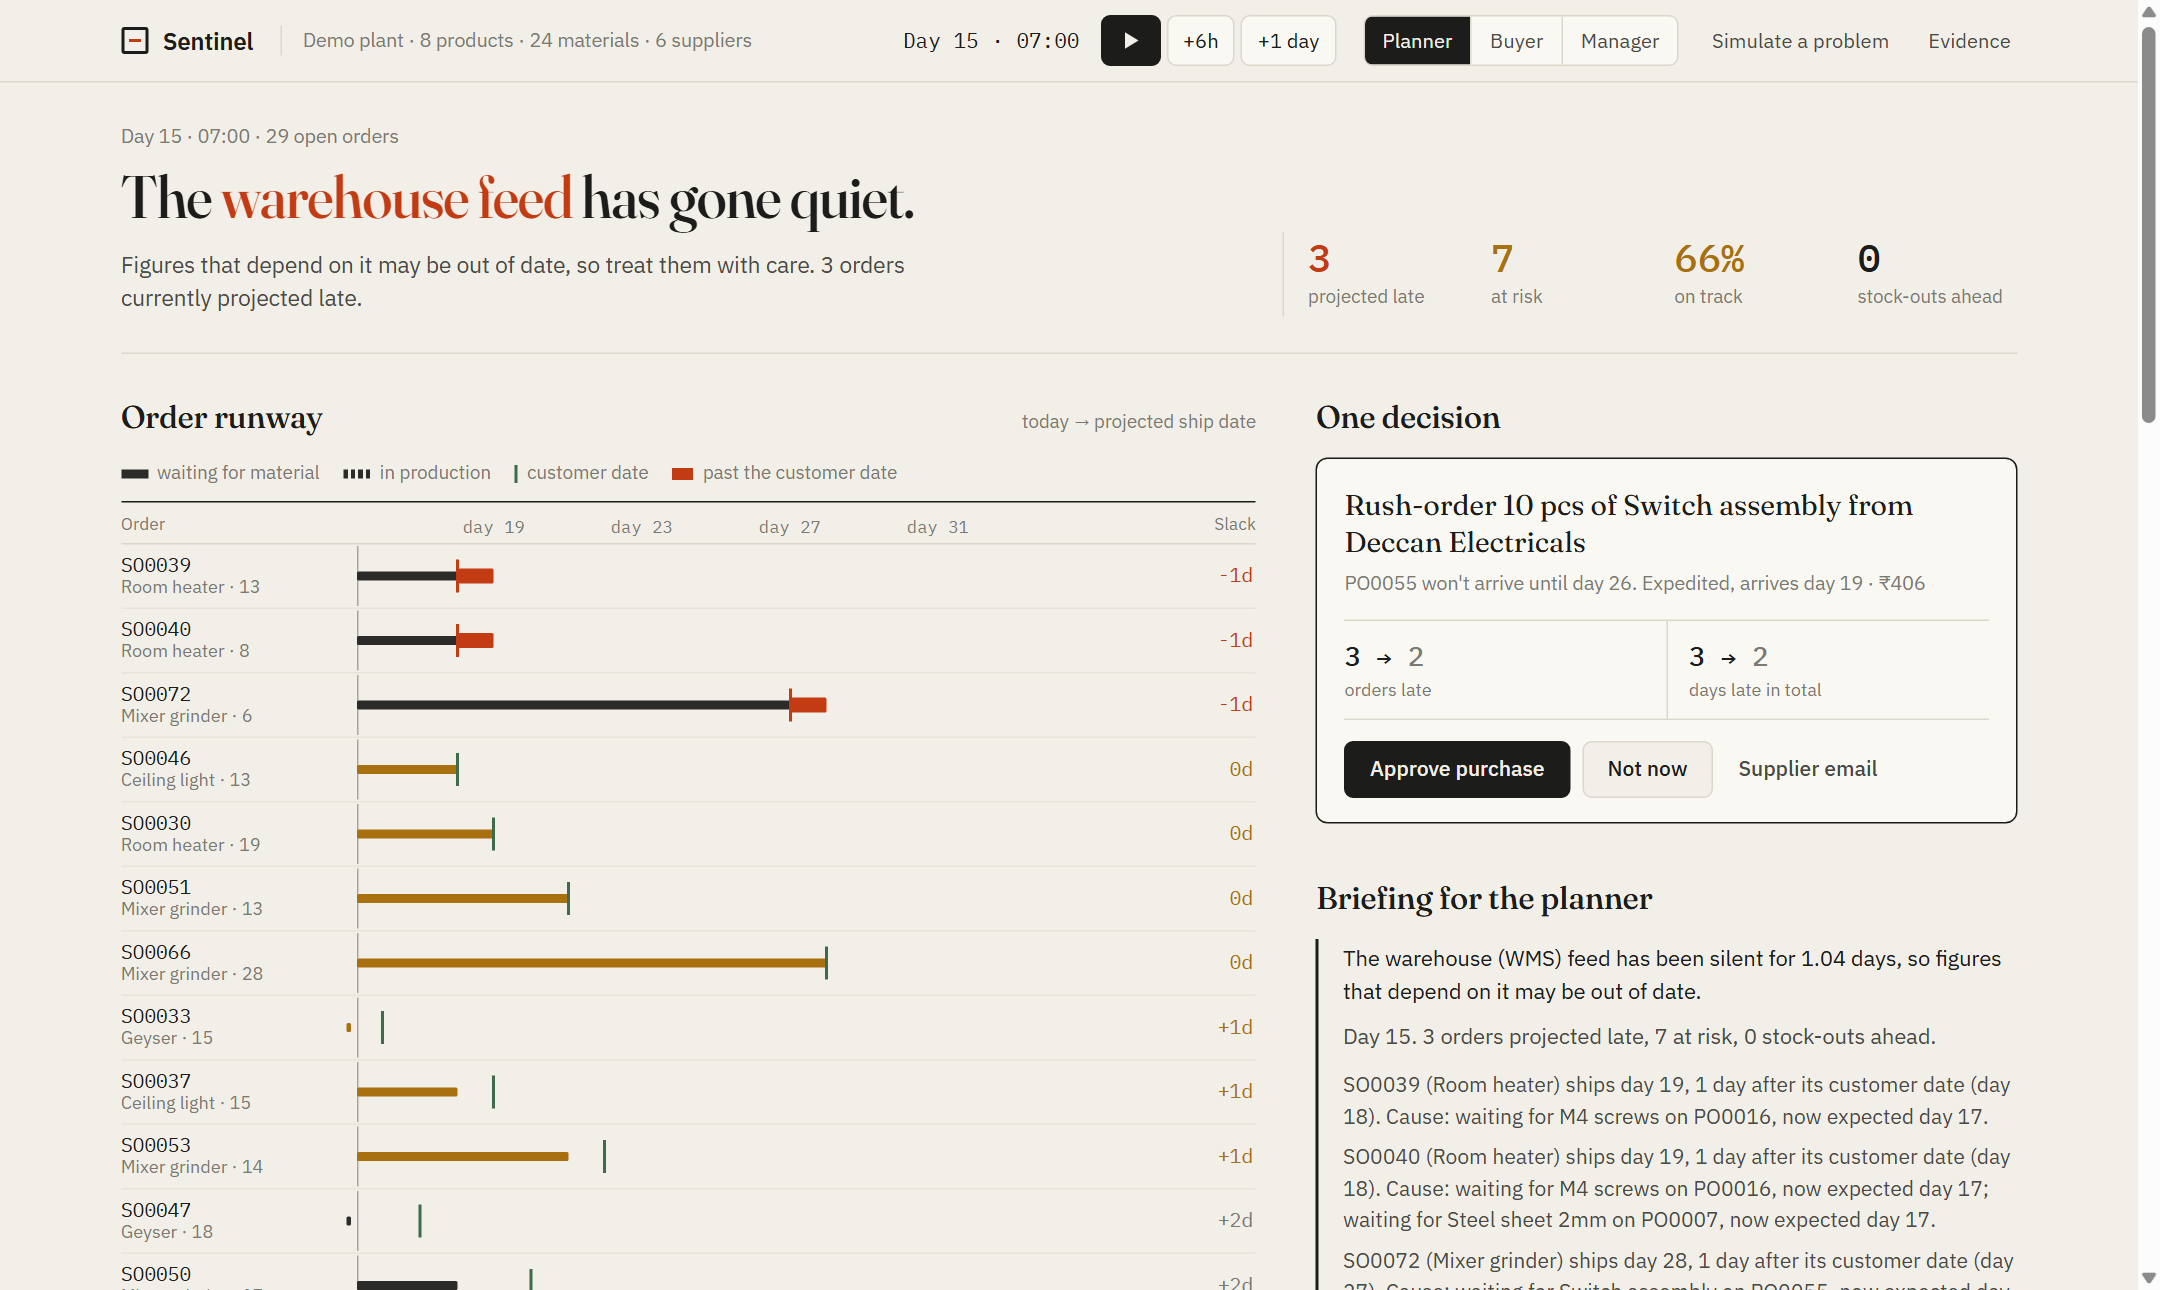 Sentinel
Demo plant · 8 products · 24 materials · 6 suppliers
Day 15 · 07:00
+6h
+1 day
Planner
Buyer
Manager
Simulate a problem
Evidence
Day 15 · 07:00 · 29 open orders
The warehouse feed has gone quiet.
Figures that depend on it may be out of date, so treat them with care. 3 orders
currently projected late.
3
projected late
7
at risk
66%
on track
0
stock-outs ahead
Order runway
today → projected ship date
waiting for material
in production
customer date
past the customer date
Order
day 19
day 23
day 27
day 31
Slack
SO0039
Room heater · 13
-1d
SO0040
Room heater · 8
-1d
SO0072
Mixer grinder · 6
-1d
SO0046
Ceiling light · 13
0d
SO0030
Room heater · 19
0d
SO0051
Mixer grinder · 13
0d
SO0066
Mixer grinder · 28
0d
SO0033
Geyser · 15
+1d
SO0037
Ceiling light · 15
+1d
SO0053
Mixer grinder · 14
+1d
SO0047
Geyser · 18
+2d
SO0050
+2d
One decision
Rush-order 10 pcs of Switch assembly from
Deccan Electricals
PO0055 won't arrive until day 26. Expedited, arrives day 19 · ₹406
3 → 2
orders late
3 → 2
days late in total
Approve purchase
Not now
Supplier email
Briefing for the planner
The warehouse (WMS) feed has been silent for 1.04 days, so figures
that depend on it may be out of date.
Day 15. 3 orders projected late, 7 at risk, 0 stock-outs ahead.
SO0039 (Room heater) ships day 19, 1 day after its customer date (day
18). Cause: waiting for M4 screws on PO0016, now expected day 17.
SO0040 (Room heater) ships day 19, 1 day after its customer date (day
18). Cause: waiting for M4 screws on PO0016, now expected day 17;
waiting for Steel sheet 2mm on PO0007, now expected day 17.
SO0072 (Mixer grinder) ships day 28, 1 day after its customer date (day
27). Cause: waiting for Switch assembly on PO0055, now expected day